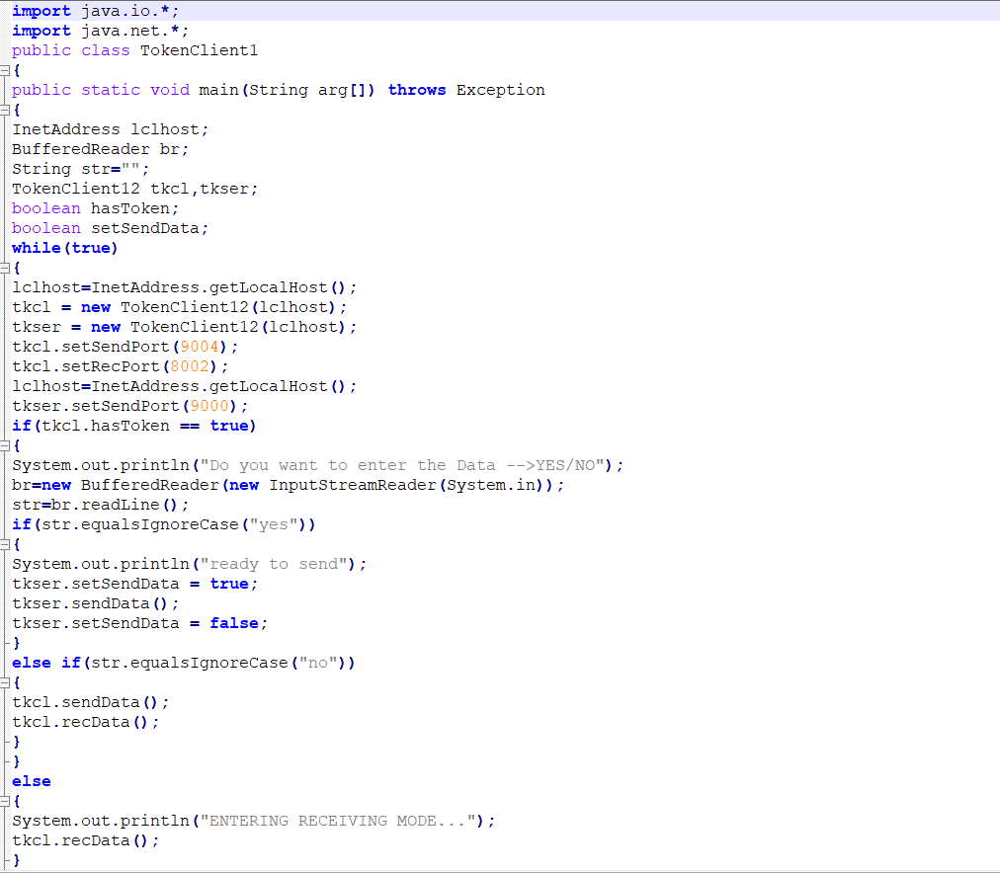 import java.io.*;
import java.net.*;
public class TokenClient1
{
public static void main(String arg[]) throws Exception
{
InetAddress lclhost;
BufferedReader br;
String str="";
TokenClient12 tkcl,tkser;
boolean hasToken;
boolean setSendData;
while(true)
{
lclhost=InetAddress.getLocalHost();
tkcl = new TokenClient12(lclhost);
tkser = new TokenClient12(lclhost);
tkcl.setSendPort(9004);
tkcl.setRecPort(8002);
lclhost=InetAddress.getLocalHost();
tkser.setSendPort(9000);
if(tkcl.hasToken == true)
{
System.out.println("Do you want to enter the Data -->YES/NO");
br=new BufferedReader(new InputStreamReader(System.in));
str=br.readLine();
if(str.equalsIgnoreCase("yes"))
{
System.out.println("ready to send");
tkser.setSendData = true;
tkser.sendData();
tkser.setSendData = false;
}
else if(str.equalsIgnoreCase("no"))
{
tkcl.sendData();
tkcl.recData();
}
}
else
{
System.out.println("ENTERING RECEIVING MODE...");
tkcl.recData();
}